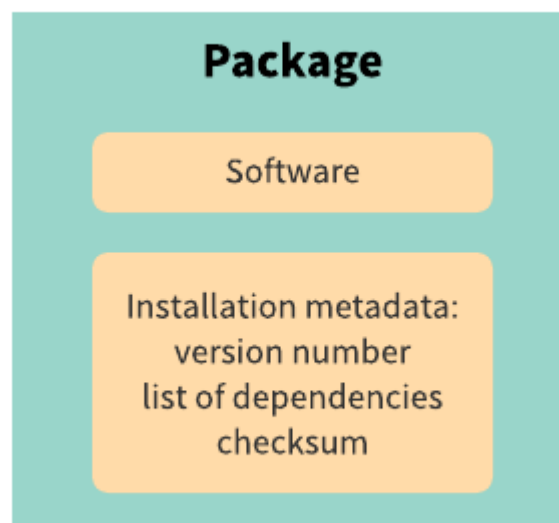 Package
Software
Installation metadata:
version number
list of dependencies
checksum